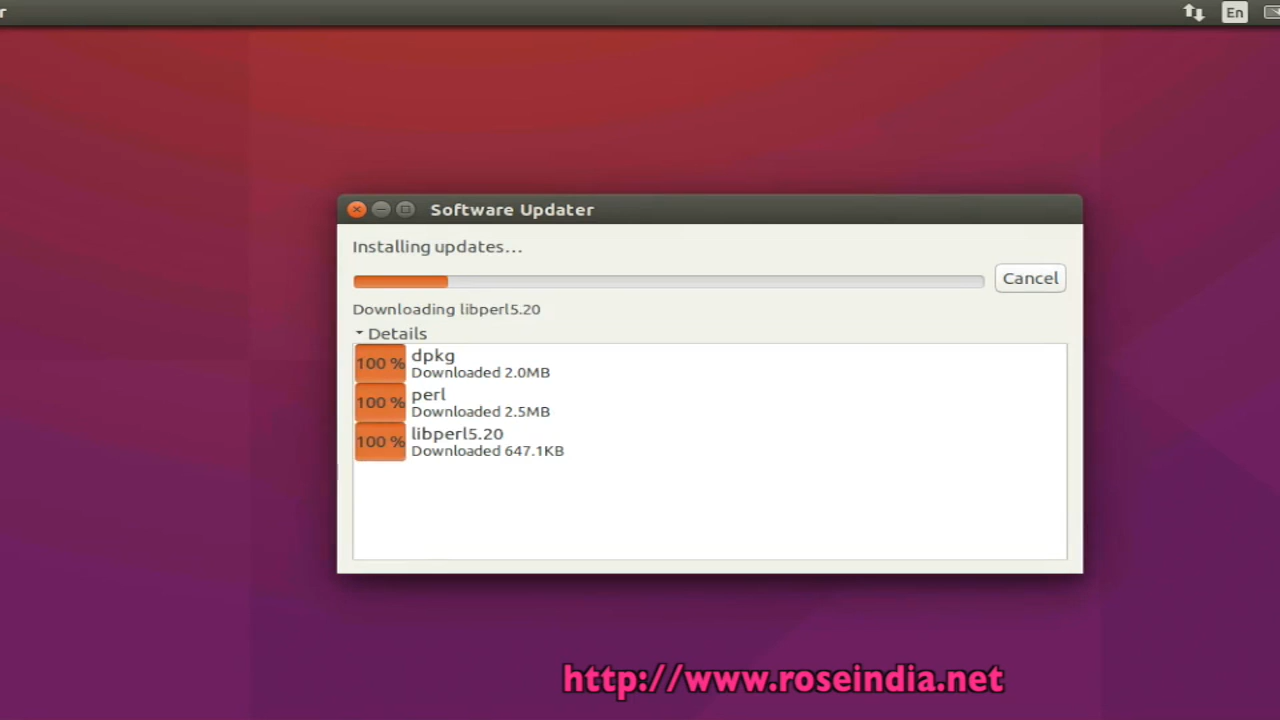 r
En
Software Updater
Installing updates...
Cancel
Downloading libperl5.20
Details
100 %
dpkg
Downloaded 2.0MB
100 %
perl
Downloaded 2.5MB
100 %
libperl5.20
Downloaded 647.1KB
http://www.roseindia.net